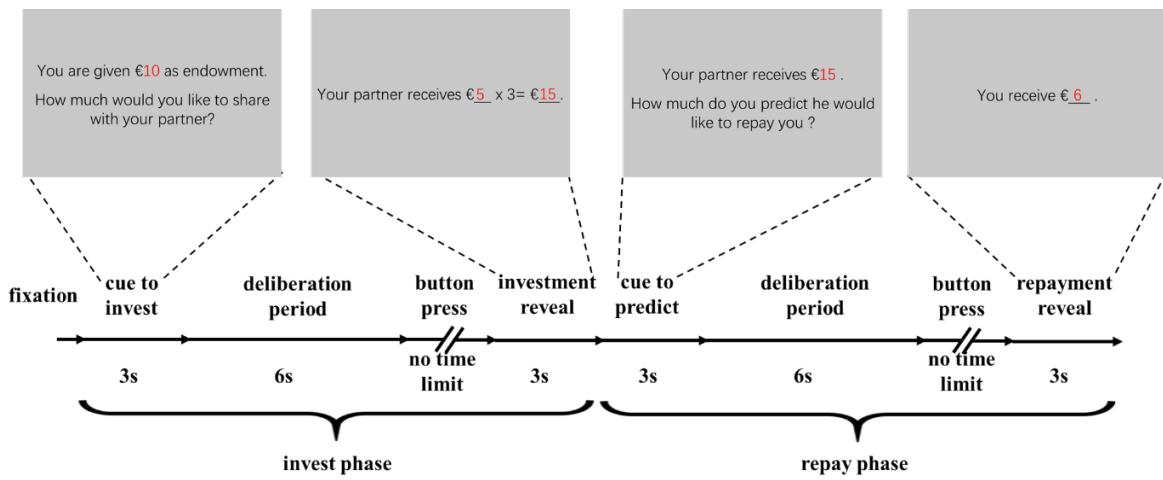 You are given €10 as endowment.
How much would you like to share
with your partner?
Your partner receives €5 x 3= €15.
Your partner receives €15 .
How much do you predict he would
like to repay you ?
You receive € 6 .
fixation
cue to
invest
deliberation
period
button
press
investment
reveal
cue to
predict
deliberation
period
button
press
repayment
reveal
3s
6s
no time
limit
3s
3s
6s
no time
limit
3s
invest phase
repay phase